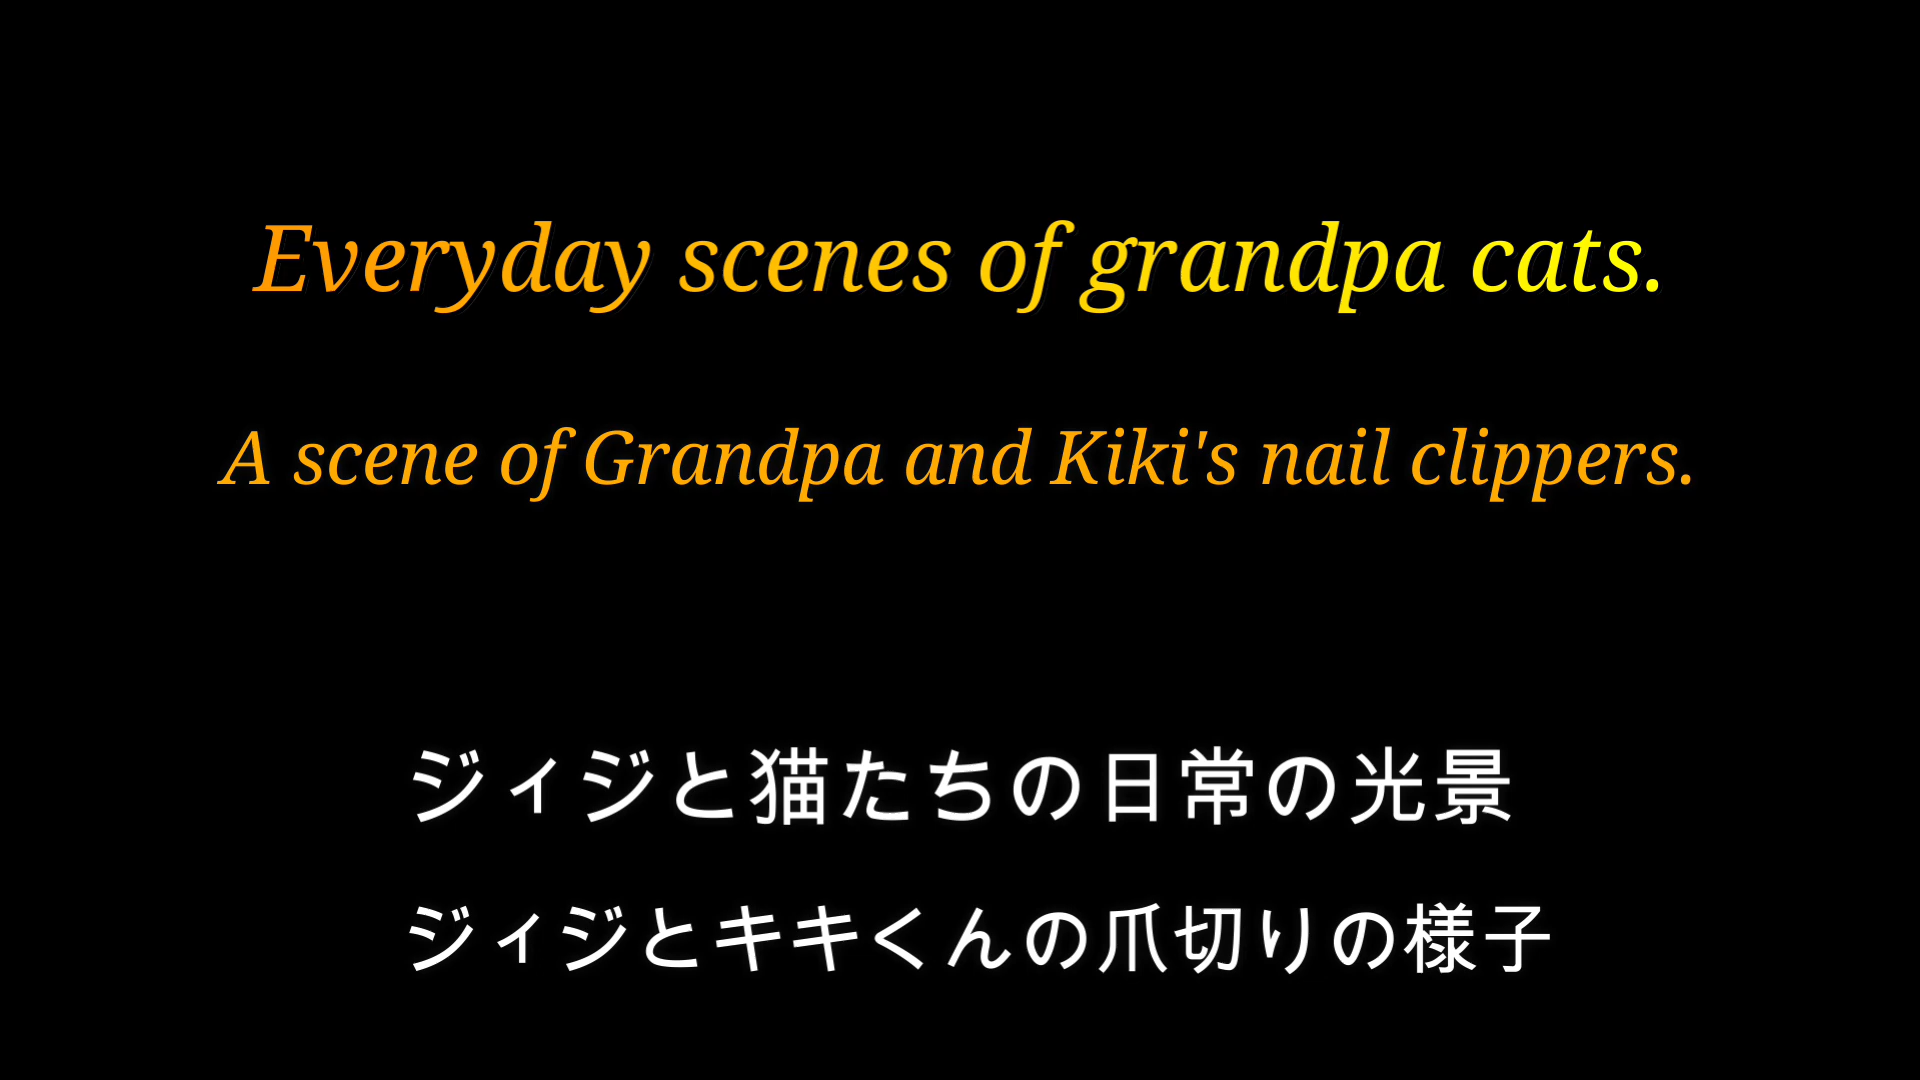 Everyday scenes of grandpa cats.
A scene of Grandpa and Kiki's nail clippers.
ジィジと猫たちの日常の光景
ジィジとキキくんの爪切りの様子